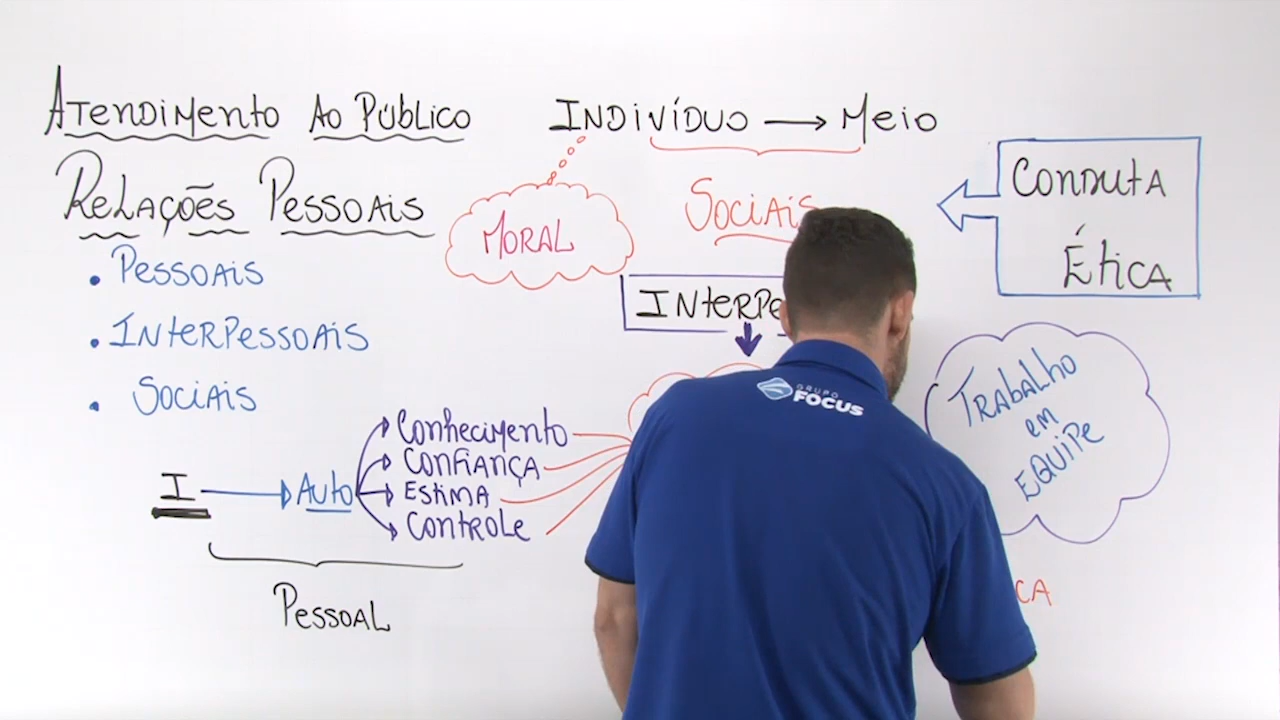 Atendimento Ao Público
Relações Pessoais
• Pessoais
• Interpessoais
• Sociais
I → Auto
Conhecimento
Confiança
Estima
Controle
Pessoal
Indivíduo → Meio
Moral
Sociais
Conduta
Ética
Trabalho
em
Equipe
GRUPO
FOCUS